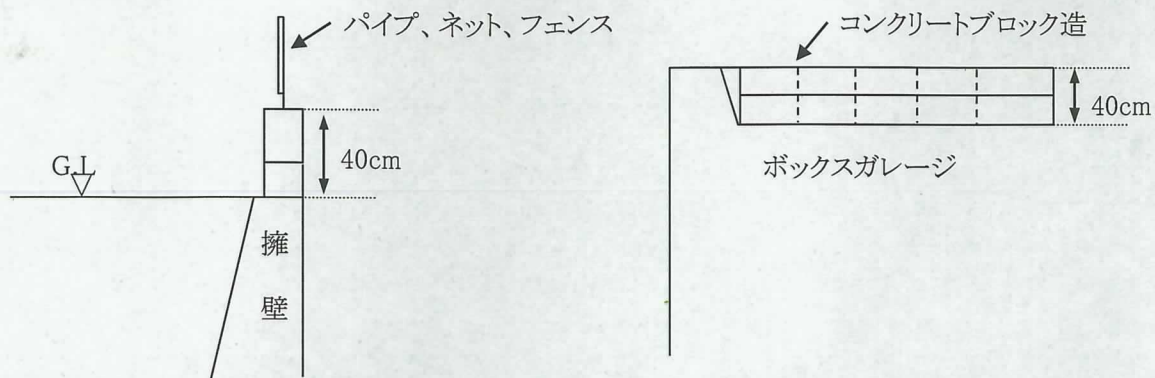 パイプ、ネット、フェンス
コンクリートブロック造
40cm
40cm
ボックスガレージ
G.L
擁
壁